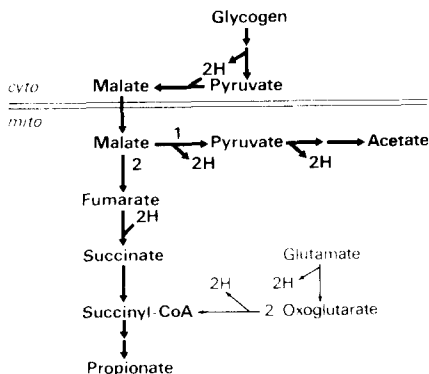 Glycogen
2H
cyto Malate Pyruvate
mito
Malate 1 Pyruvate Acetate
2 2H 2H
Fumarate
2H
Succinate Glutamate
2H 2H
Succinyl-CoA 2 Oxoglutarate
Propionate